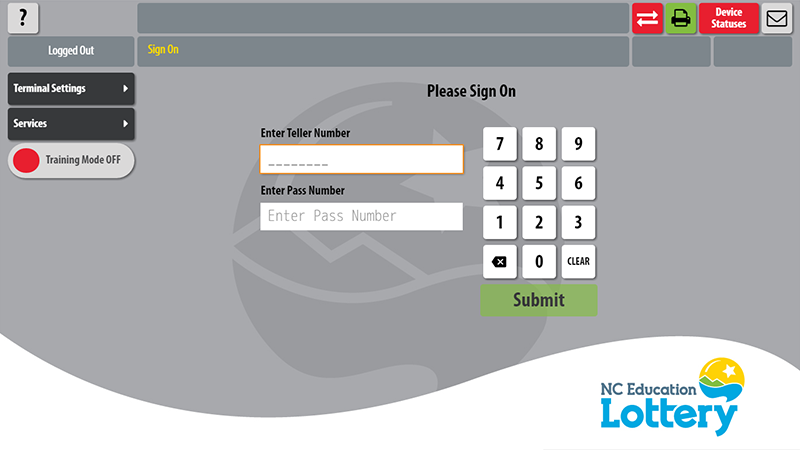 ?
Device
Statuses
Logged Out
Sign On
Terminal Settings
Services
Training Mode OFF
Please Sign On
Enter Teller Number
________
Enter Pass Number
Enter Pass Number
7 8 9
4 5 6
1 2 3
0 CLEAR
Submit
NC Education
Lottery